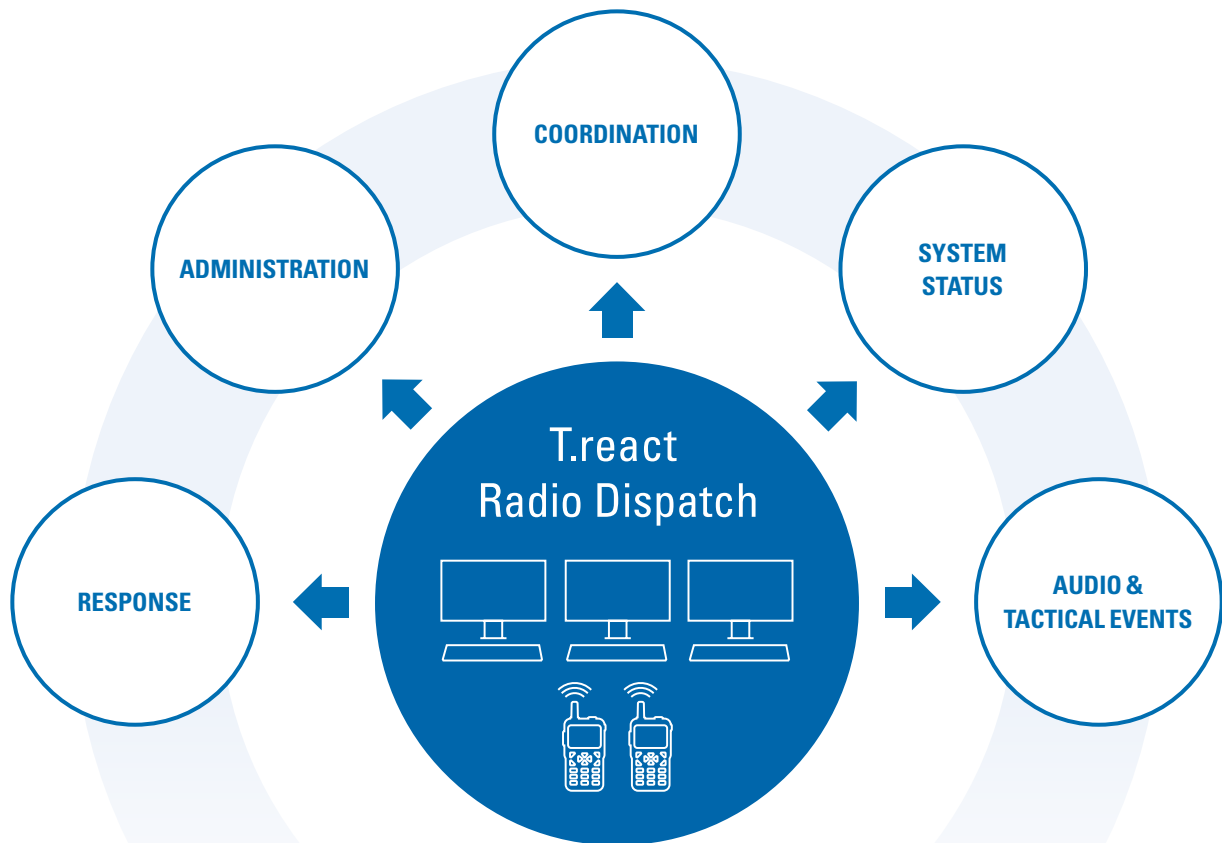 COORDINATION
ADMINISTRATION
SYSTEM
STATUS
T.react
Radio Dispatch
RESPONSE
AUDIO &
TACTICAL EVENTS